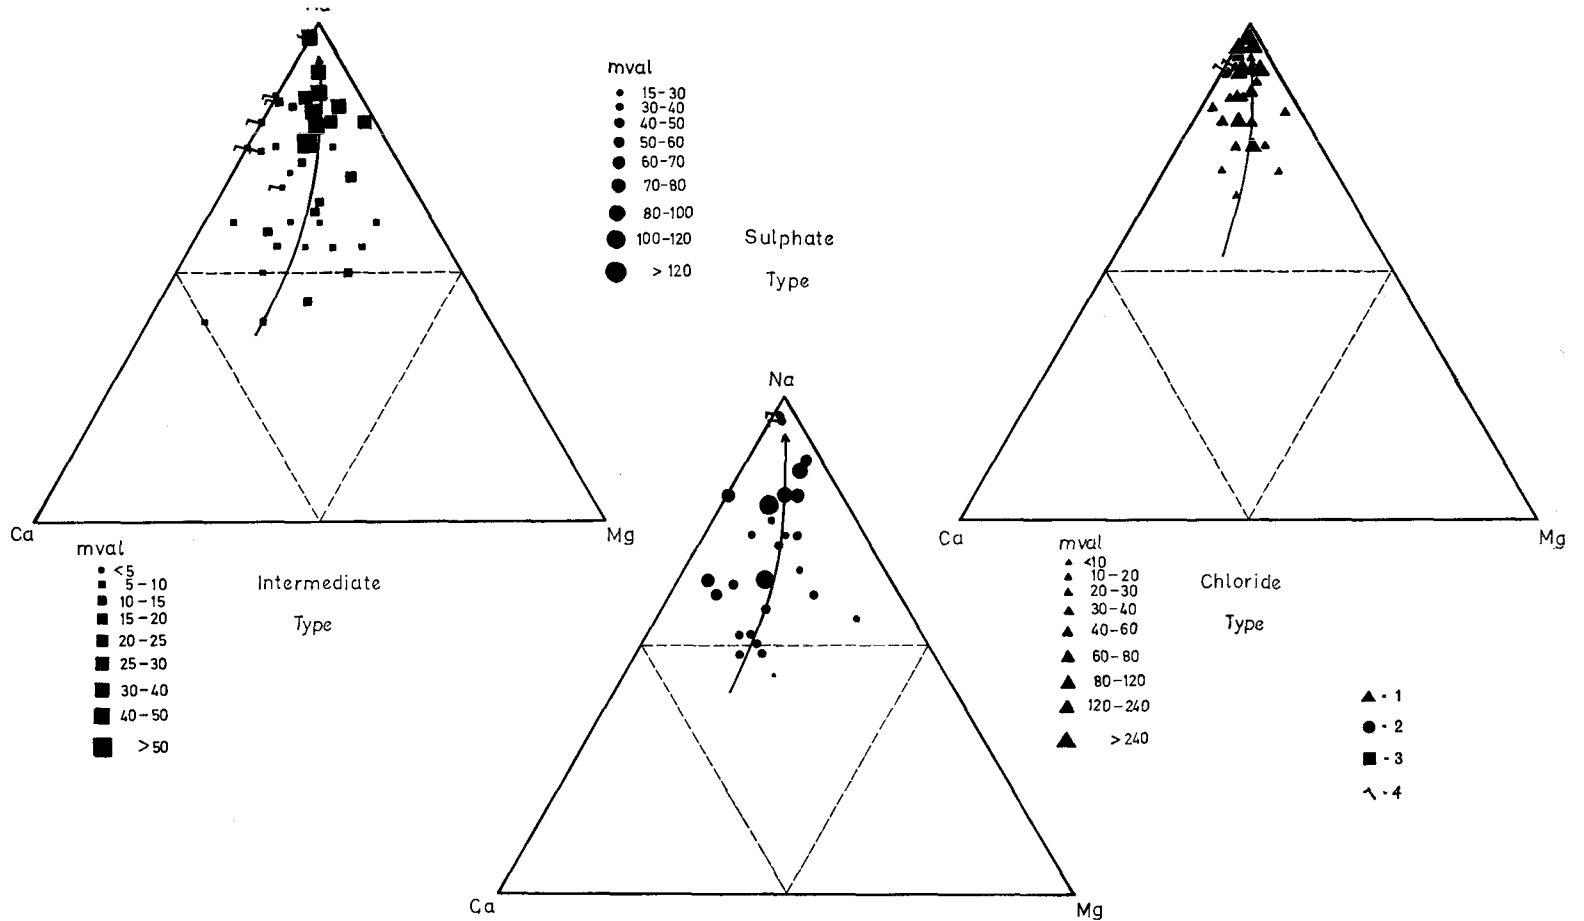 mval
15-30
30-40
40-50
50-60
60-70
70-80
80-100
100-120
>120
Sulphate
Type
Ca
Mg
mval
<5
5-10
10-15
15-20
20-25
25-30
30-40
40-50
>50
Intermediate
Type
Na
Ca
Mg
Ca
Mg
mval
<10
10-20
20-30
30-40
40-60
60-80
80-120
120-240
>240
Chloride
Type
- 1
- 2
- 3
- 4